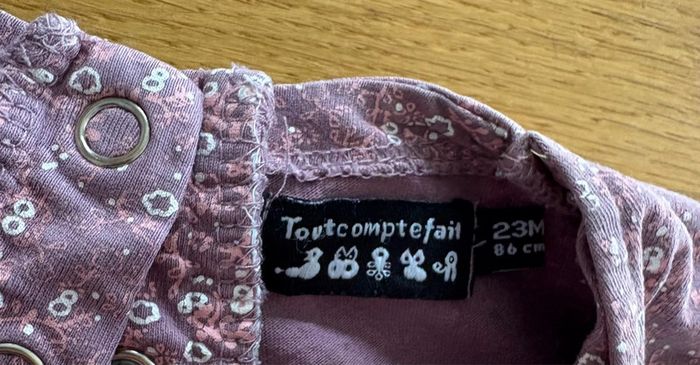 Toutcomptefait
23M
86 cm